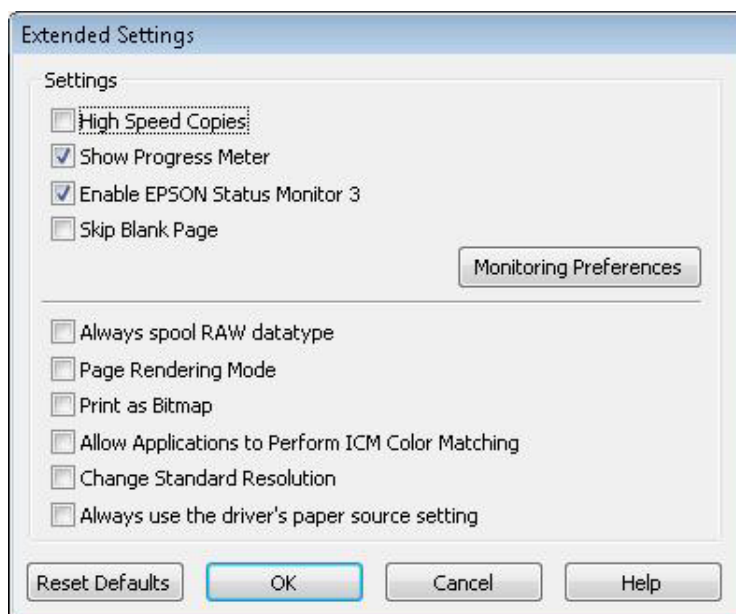 Extended Settings
Settings
High Speed Copies
Show Progress Meter
Enable EPSON Status Monitor 3
Skip Blank Page
Monitoring Preferences
Always spool RAW datatype
Page Rendering Mode
Print as Bitmap
Allow Applications to Perform ICM Color Matching
Change Standard Resolution
Always use the driver's paper source setting
Reset Defaults OK Cancel Help